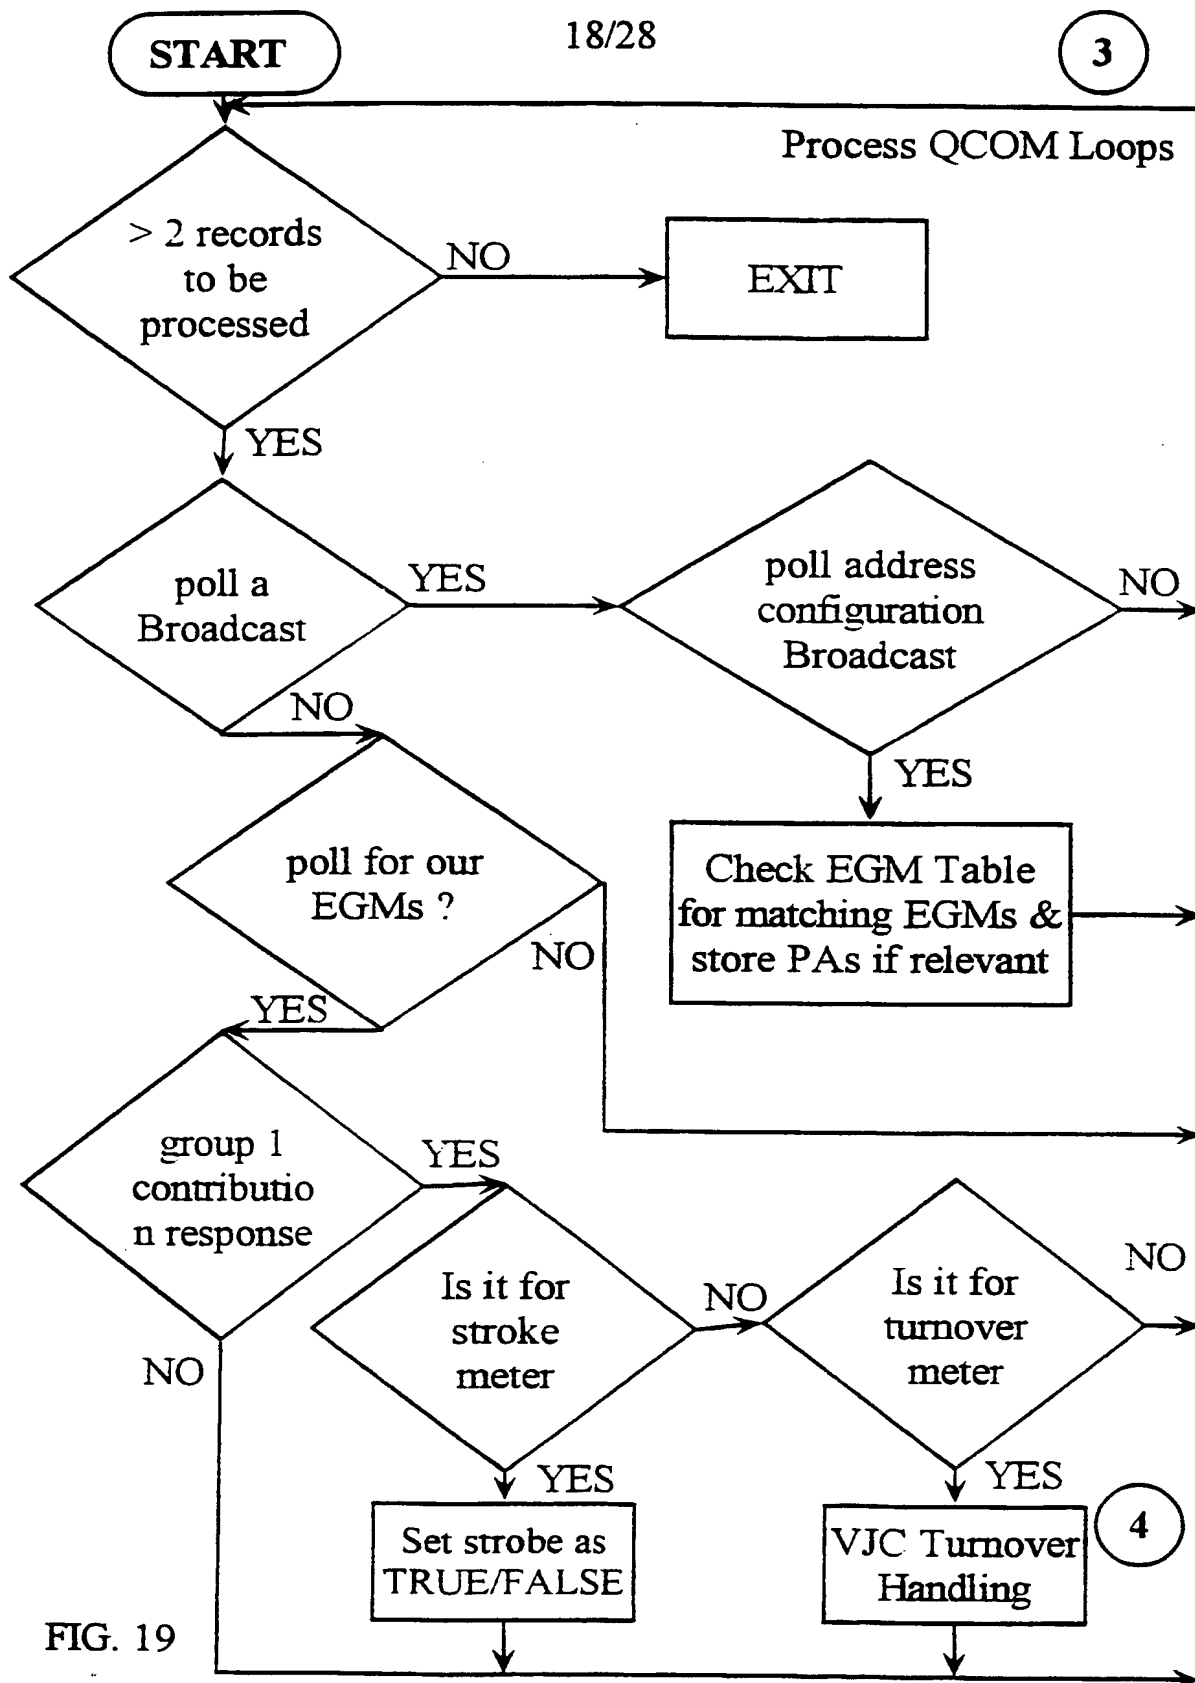 START
18/28
3
Process QCOM Loops
> 2 records
to be
processed
NO
EXIT
YES
poll a
Broadcast
YES
poll address
configuration
Broadcast
NO
NO
YES
poll for our
EGMs ?
NO
Check EGM Table
for matching EGMs &
store PAs if relevant
YES
group 1
contributio
n response
YES
NO
Is it for
stroke
meter
NO
Is it for
turnover
meter
NO
YES
Set strobe as
TRUE/FALSE
YES
VJC Turnover
Handling
4
FIG. 19